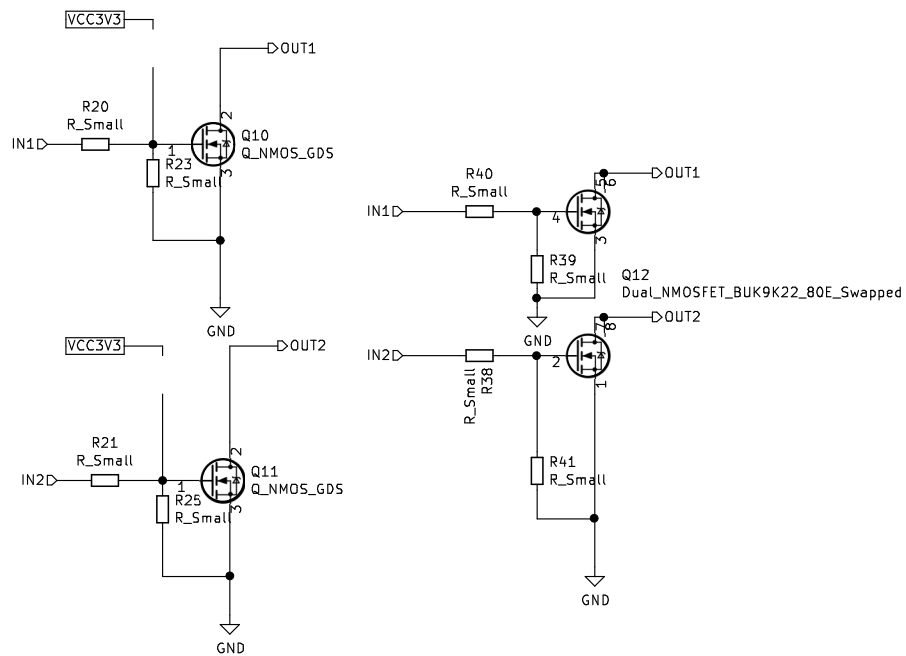 VCC3V3
OUT1
R20
R_Small
IN1
1
2
Q10
Q_NMOS_GDS
3
R23
R_Small
GND
VCC3V3
OUT2
R21
R_Small
IN2
1
2
Q11
Q_NMOS_GDS
3
R25
R_Small
GND
R40
R_Small
IN1
4
5
6
OUT1
3
R39
R_Small
GND
Q12
Dual_NMOSFET_BUK9K22_80E_Swapped
IN2
R38
R_Small
2
7
8
OUT2
1
R41
R_Small
GND